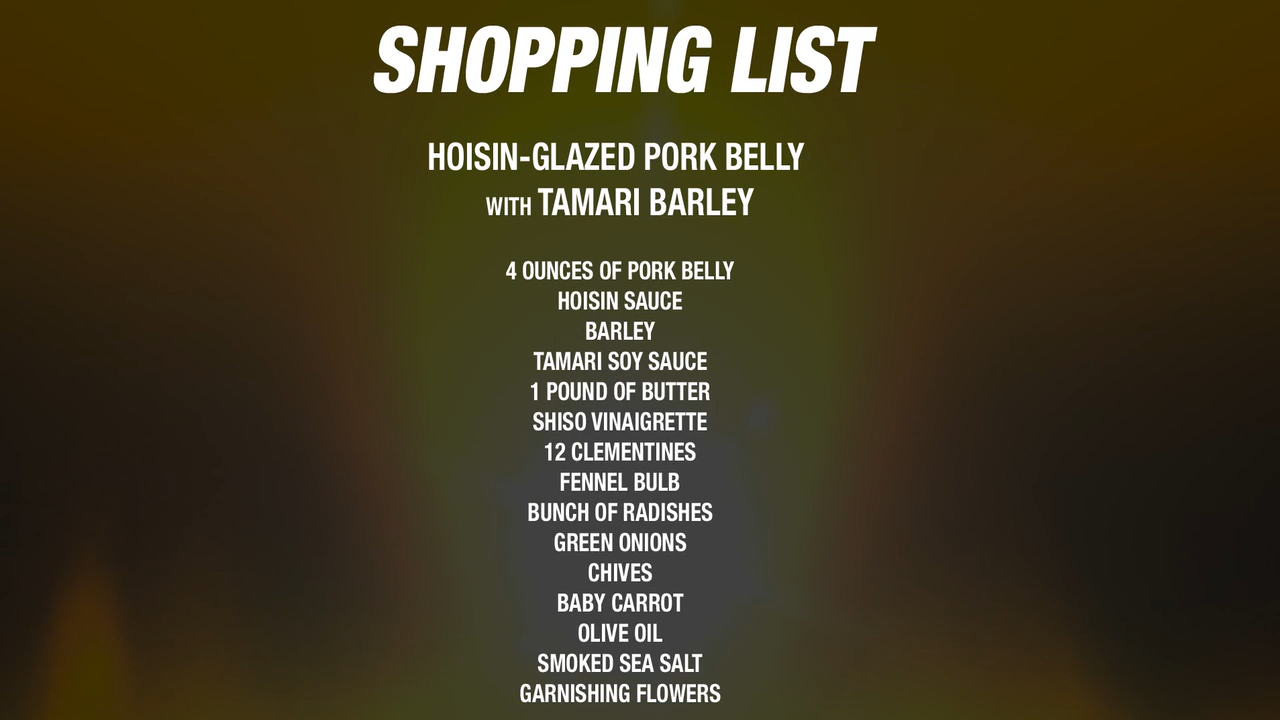 SHOPPING LIST
HOISIN-GLAZED PORK BELLY
WITH TAMARI BARLEY
4 OUNCES OF PORK BELLY
HOISIN SAUCE
BARLEY
TAMARI SOY SAUCE
1 POUND OF BUTTER
SHISO VINAIGRETTE
12 CLEMENTINES
FENNEL BULB
BUNCH OF RADISHES
GREEN ONIONS
CHIVES
BABY CARROT
OLIVE OIL
SMOKED SEA SALT
GARNISHING FLOWERS